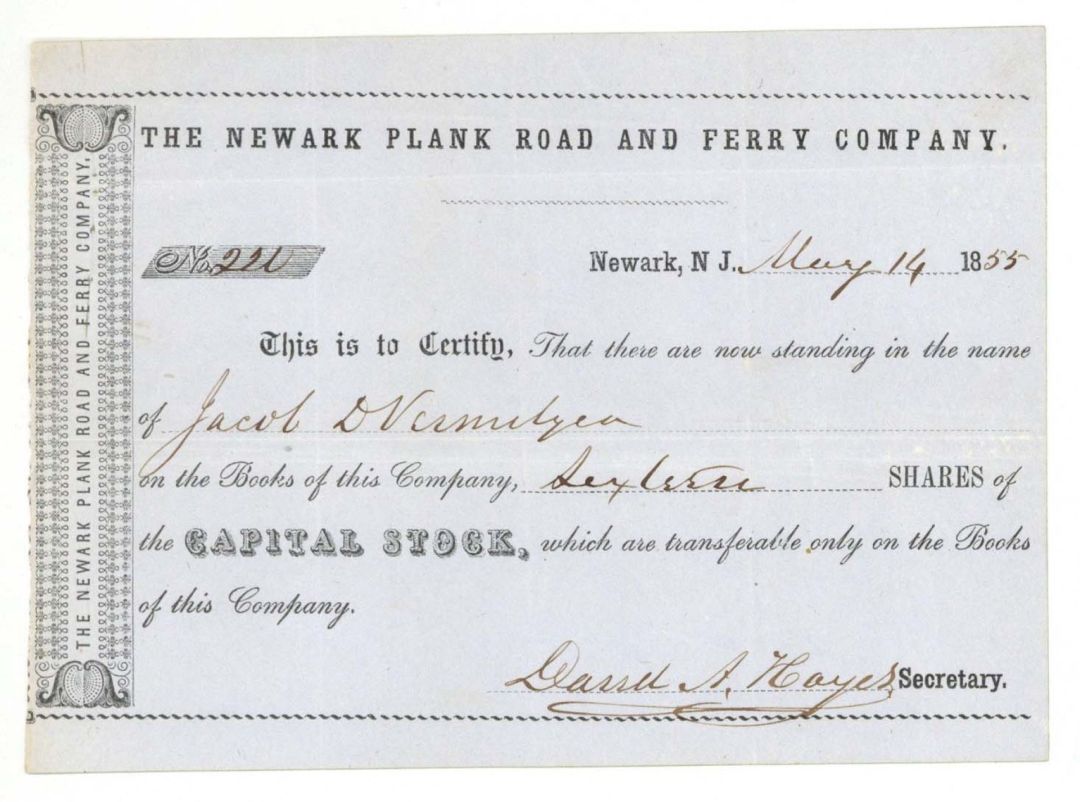 THE NEWARK PLANK ROAD AND FERRY COMPANY.
THE NEWARK PLANK ROAD AND FERRY COMPANY.
No.
Newark, N J. May 14 1855
This is to Certify, That there are now standing in the name
of Jacob D Vermilyea
on the Books of this Company, Sixteen SHARES of
the CAPITAL STOCK, which are transferable only on the Books
of this Company.
David A. Hayes Secretary.